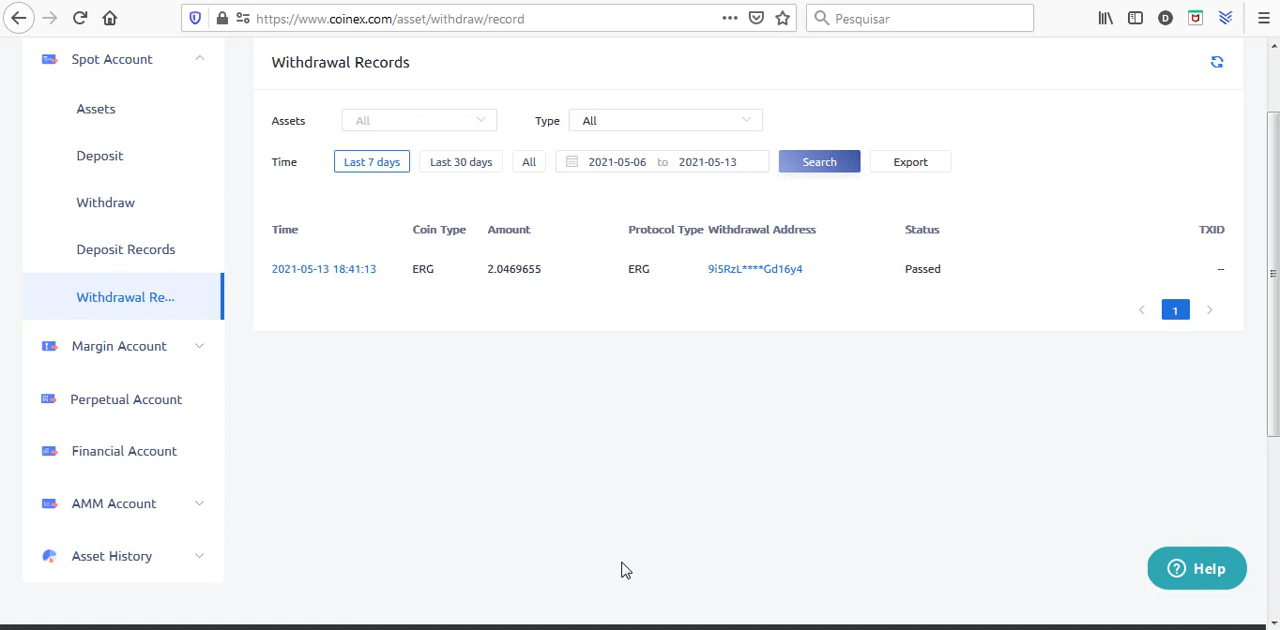 https://www.coinex.com/asset/withdraw/record
Pesquisar
Spot Account
Assets
Deposit
Withdraw
Deposit Records
Withdrawal Re...
Margin Account
Perpetual Account
Financial Account
AMM Account
Asset History
Withdrawal Records
Assets All Type All
Time Last 7 days Last 30 days All 2021-05-06 to 2021-05-13 Search Export
Time Coin Type Amount Protocol Type Withdrawal Address Status TXID
2021-05-13 18:41:13 ERG 2.0469655 ERG 9i5RzL****Gd16y4 Passed --
1
Help